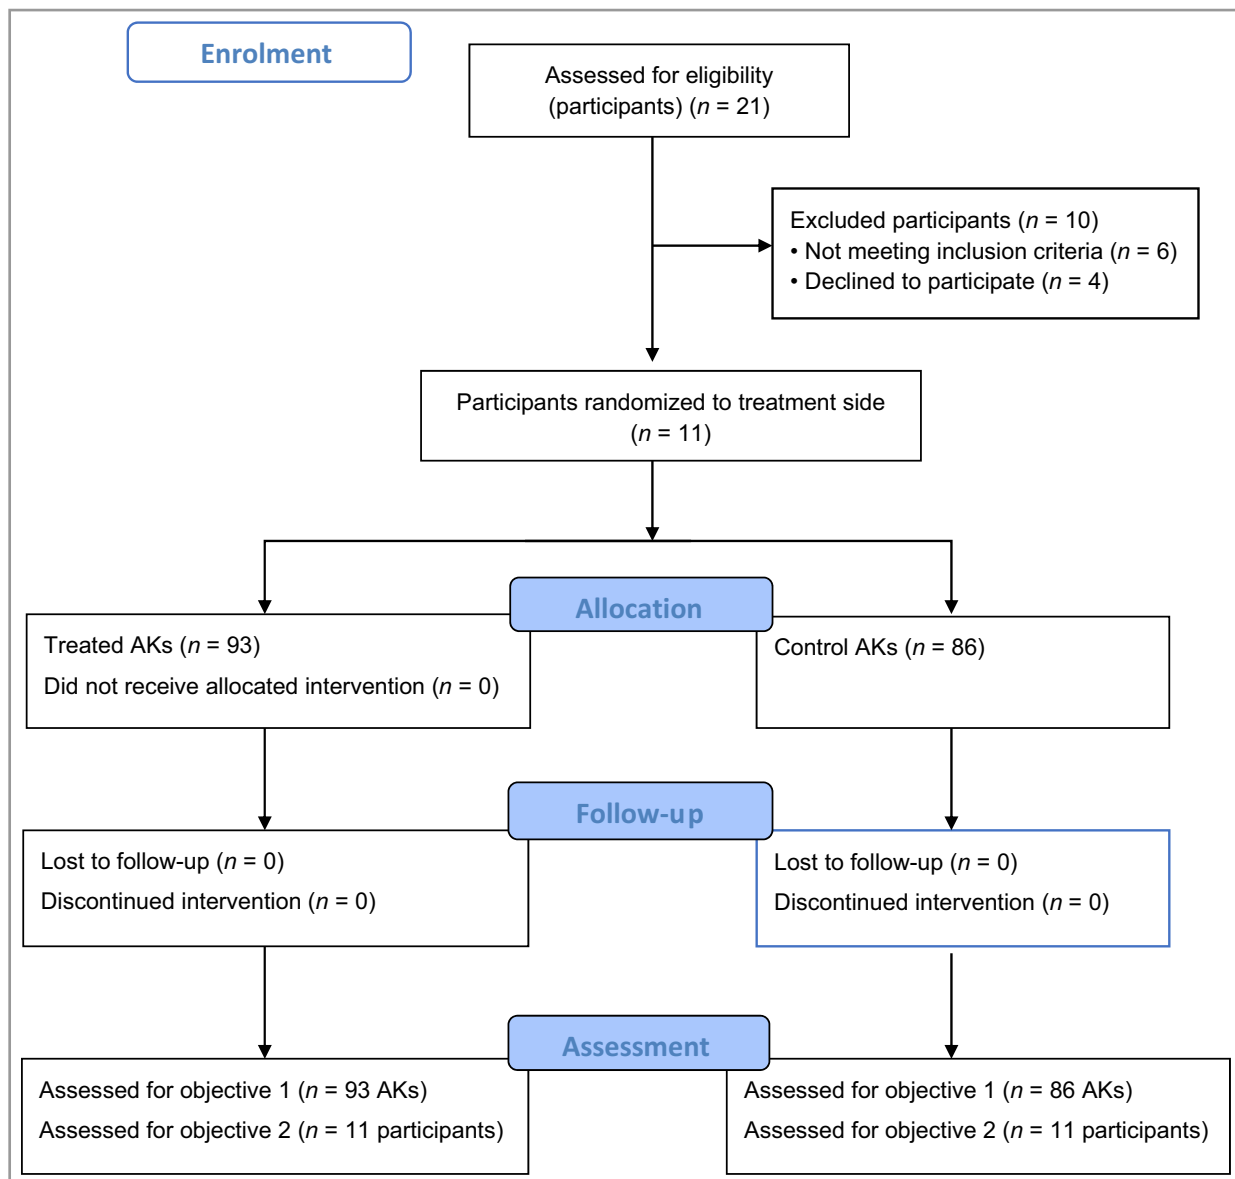 Enrolment
Assessed for eligibility
(participants) (n = 21)
Excluded participants (n = 10)
• Not meeting inclusion criteria (n = 6)
• Declined to participate (n = 4)
Participants randomized to treatment side
(n = 11)
Allocation
Treated AKs (n = 93)
Did not receive allocated intervention (n = 0)
Control AKs (n = 86)
Follow-up
Lost to follow-up (n = 0)
Discontinued intervention (n = 0)
Lost to follow-up (n = 0)
Discontinued intervention (n = 0)
Assessment
Assessed for objective 1 (n = 93 AKs)
Assessed for objective 2 (n = 11 participants)
Assessed for objective 1 (n = 86 AKs)
Assessed for objective 2 (n = 11 participants)